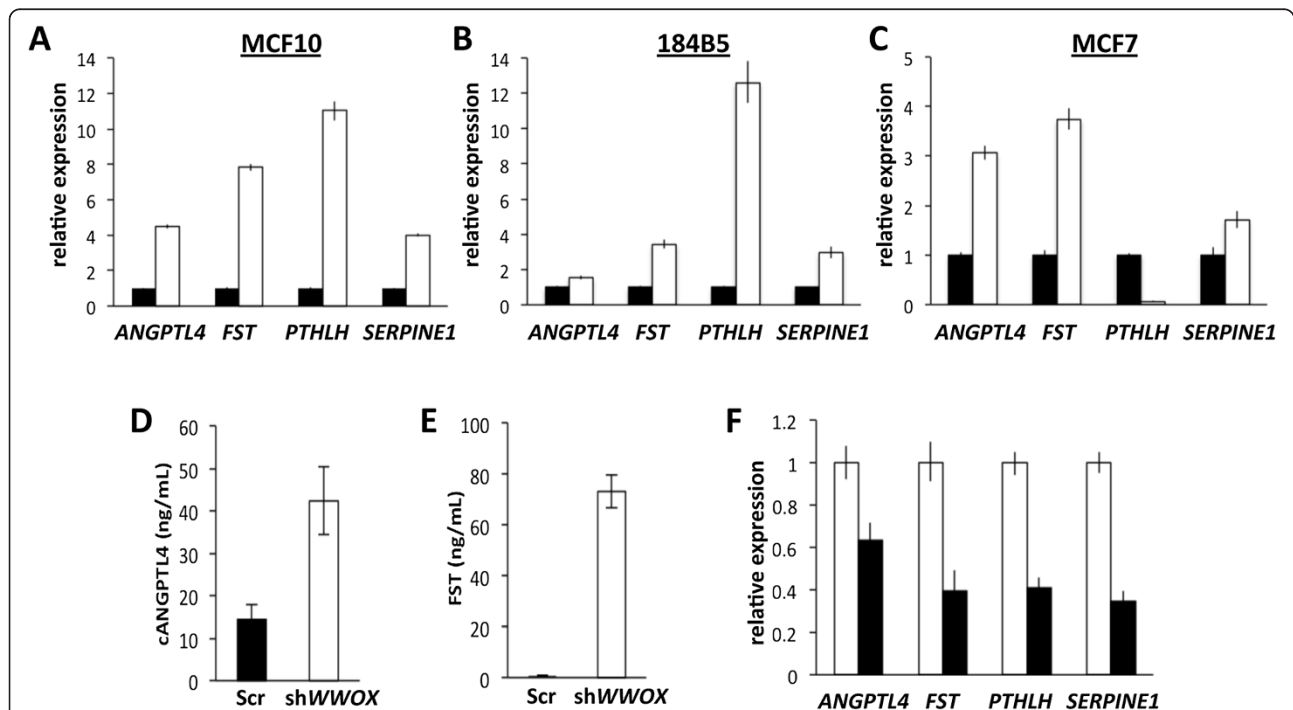 A
MCF10
relative expression
14
12
10
8
6
4
2
0
ANGPTL4 FST PTHLH SERPINE1
B
184B5
relative expression
14
12
10
8
6
4
2
0
ANGPTL4 FST PTHLH SERPINE1
C
MCF7
relative expression
5
4
3
2
1
0
ANGPTL4 FST PTHLH SERPINE1
D
cANGPTL4 (ng/mL)
60
50
40
30
20
10
0
Scr shWWOX
E
FST (ng/mL)
100
80
60
40
20
0
Scr shWWOX
F
relative expression
1.2
1
0.8
0.6
0.4
0.2
0
ANGPTL4 FST PTHLH SERPINE1